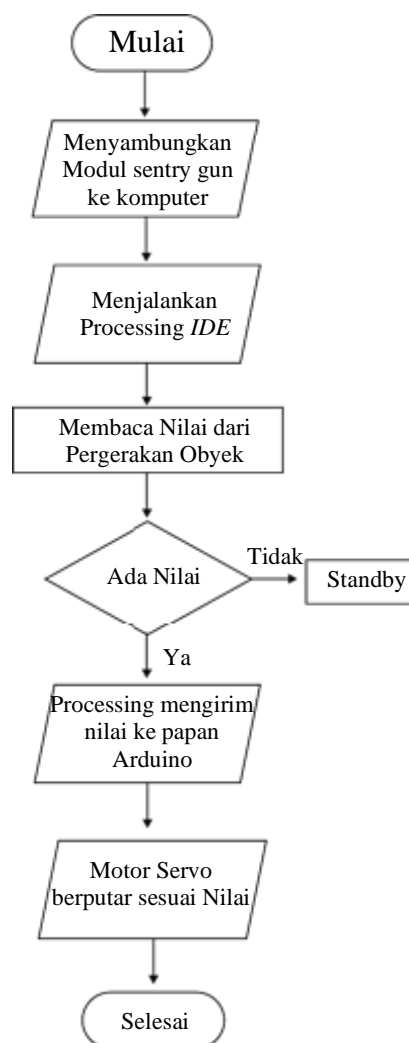 Mulai
Menyambungkan
Modul sentry gun
ke komputer
Menjalankan
Processing IDE
Membaca Nilai dari
Pergerakan Obyek
Ada Nilai
Tidak
Standby
Ya
Processing mengirim
nilai ke papan
Arduino
Motor Servo
berputar sesuai Nilai
Selesai